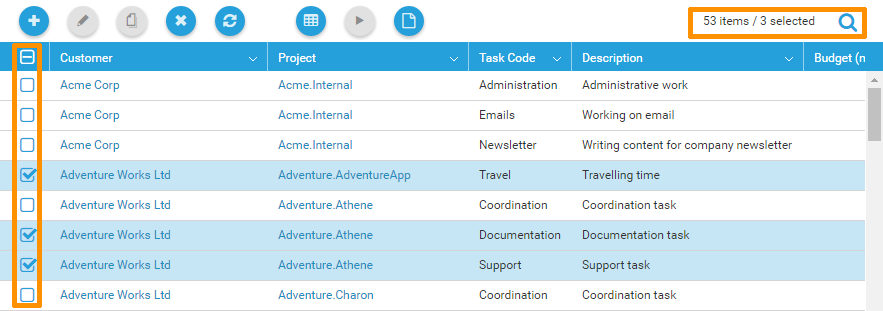 53 items / 3 selected
Customer Project Task Code Description Budget (n
Acme Corp Acme.Internal Administration Administrative work
Acme Corp Acme.Internal Emails Working on email
Acme Corp Acme.Internal Newsletter Writing content for company newsletter
Adventure Works Ltd Adventure.AdventureApp Travel Travelling time
Adventure Works Ltd Adventure.Athene Coordination Coordination task
Adventure Works Ltd Adventure.Athene Documentation Documentation task
Adventure Works Ltd Adventure.Athene Support Support task
Adventure Works Ltd Adventure.Charon Coordination Coordination task